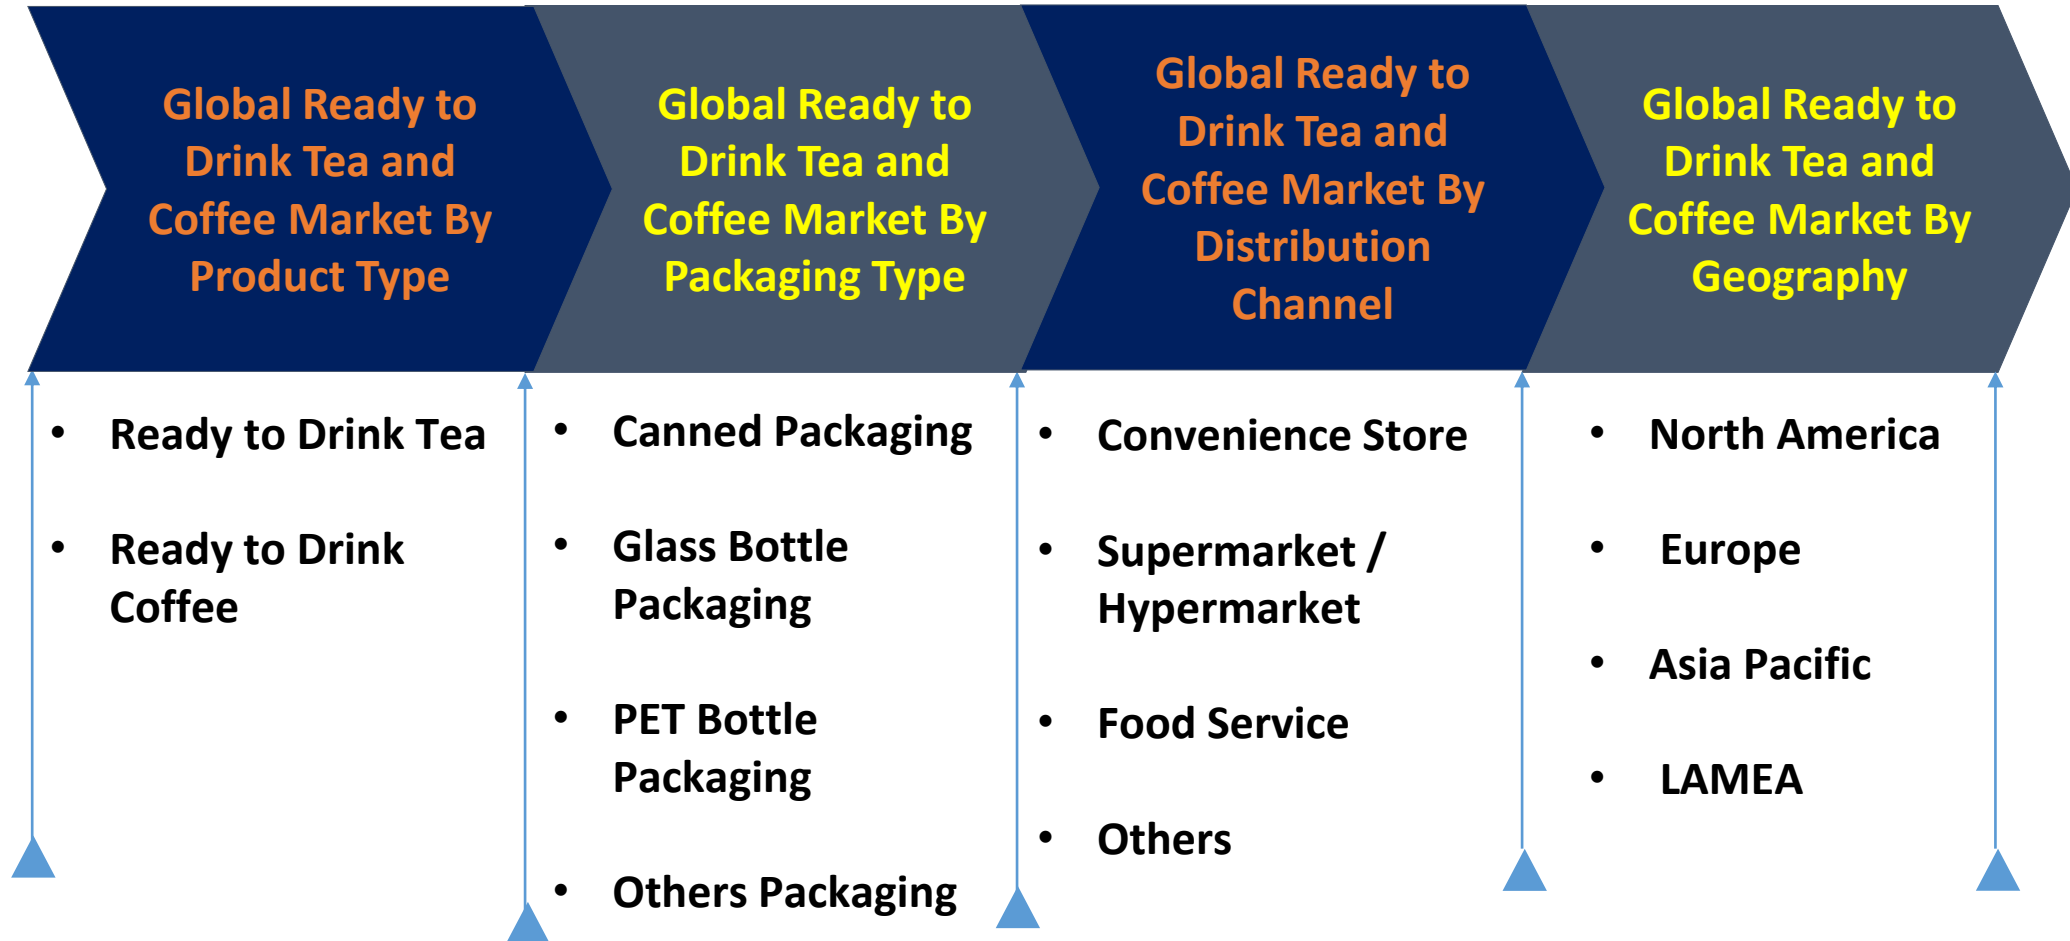 Global Ready to
Drink Tea and
Coffee Market By
Product Type
Global Ready to
Drink Tea and
Coffee Market By
Packaging Type
Global Ready to
Drink Tea and
Coffee Market By
Distribution
Channel
Global Ready to
Drink Tea and
Coffee Market By
Geography
• Ready to Drink Tea
• Ready to Drink
Coffee
• Canned Packaging
• Glass Bottle
Packaging
• PET Bottle
Packaging
• Others Packaging
• Convenience Store
• Supermarket /
Hypermarket
• Food Service
• Others
• North America
• Europe
• Asia Pacific
• LAMEA